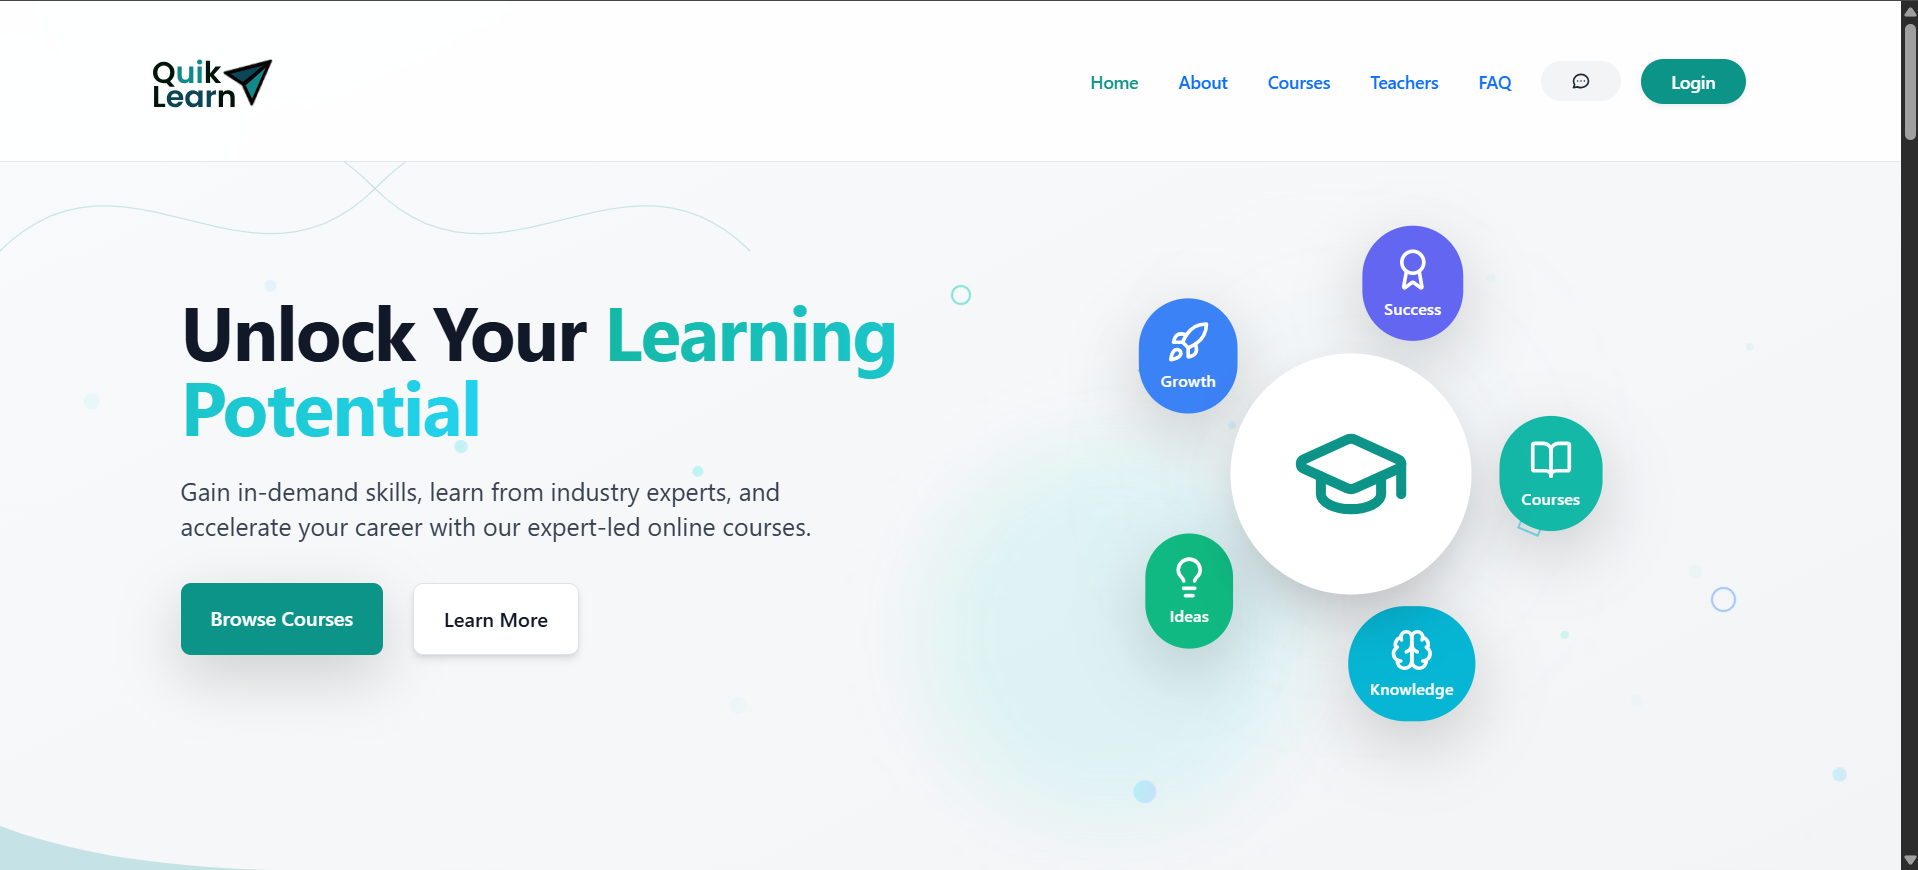 Quik
Learn
Home
About
Courses
Teachers
FAQ
Login
Unlock Your Learning
Potential
Gain in-demand skills, learn from industry experts, and
accelerate your career with our expert-led online courses.
Browse Courses
Learn More
Success
Growth
Courses
Ideas
Knowledge